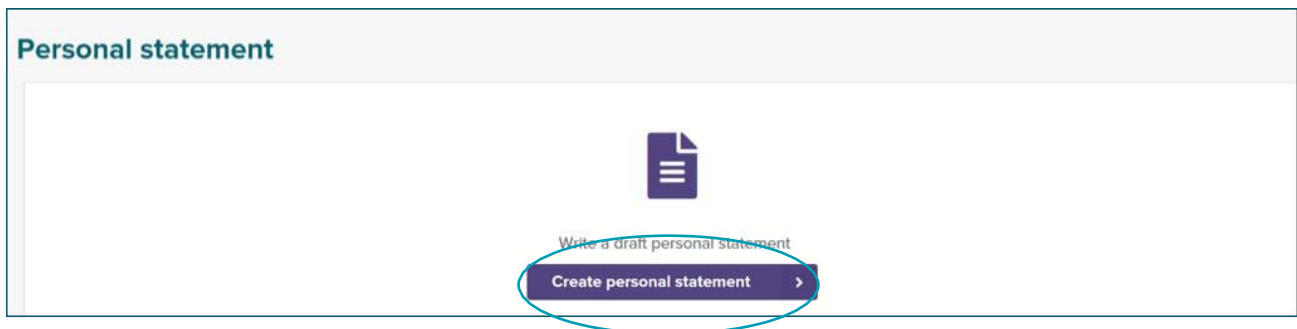 Personal statement
Write a draft personal statement
Create personal statement